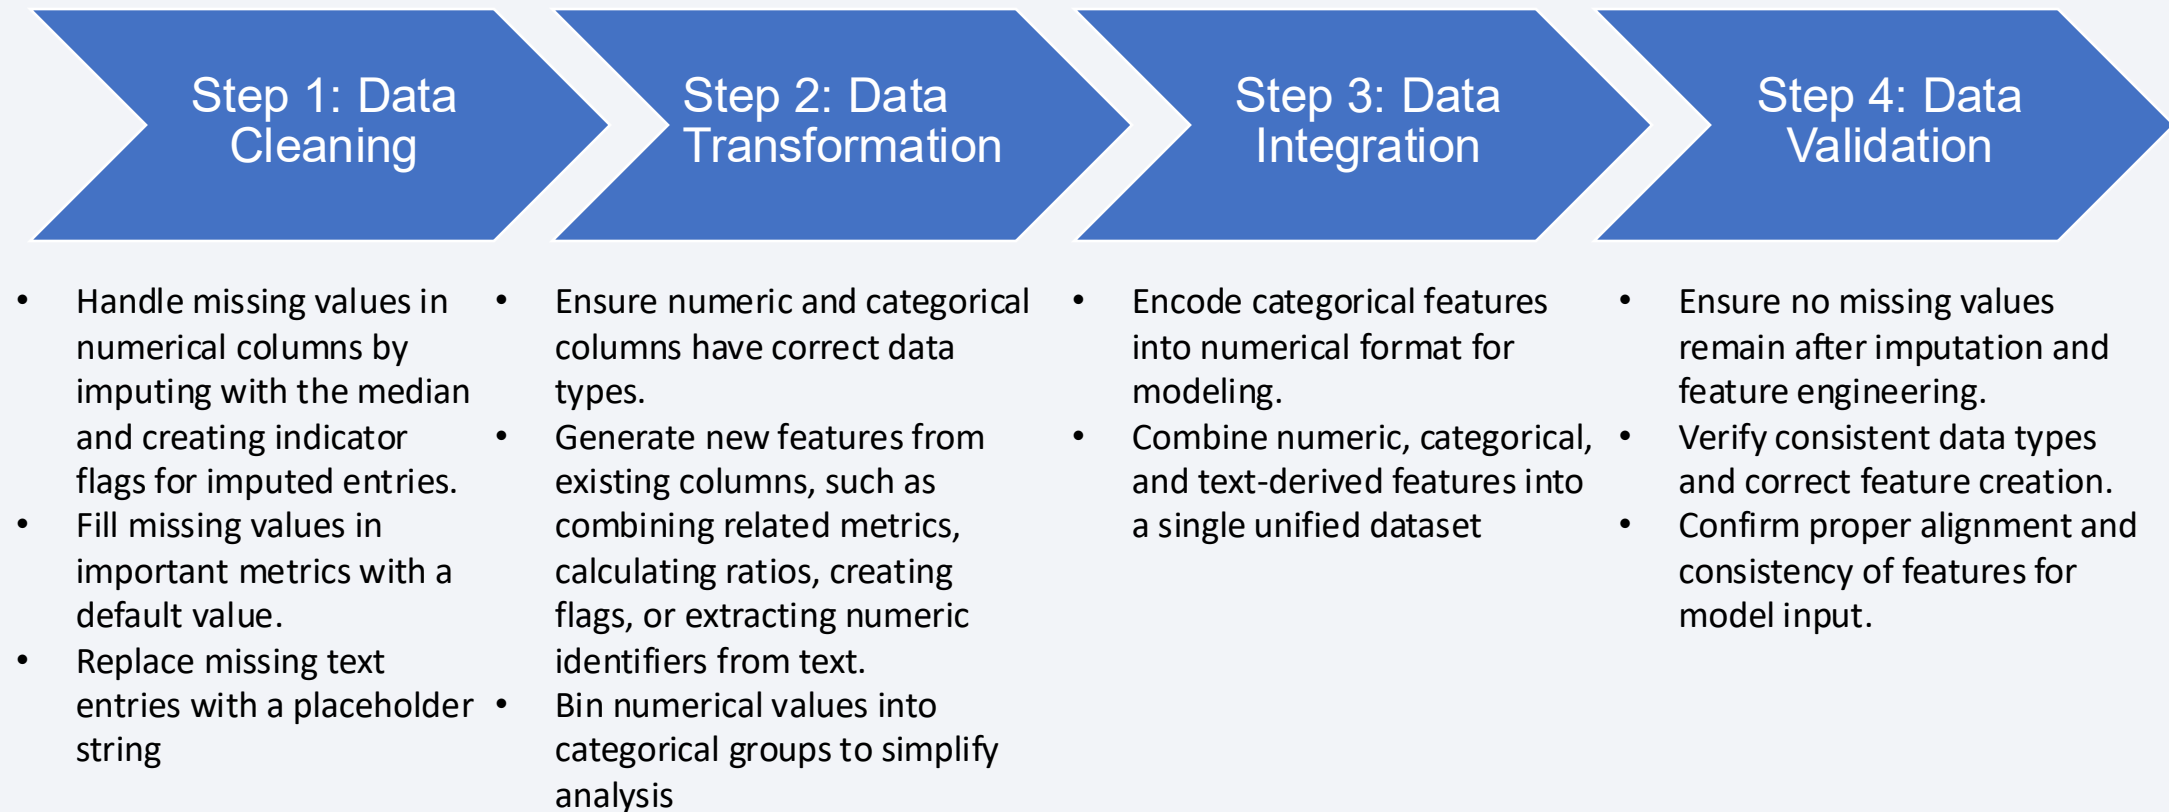 Step 1: Data
Cleaning
Step 2: Data
Transformation
Step 3: Data
Integration
Step 4: Data
Validation
• Handle missing values in
numerical columns by
imputing with the median
and creating indicator
flags for imputed entries.
• Fill missing values in
important metrics with a
default value.
• Replace missing text
entries with a placeholder
string
• Ensure numeric and categorical
columns have correct data
types.
• Generate new features from
existing columns, such as
combining related metrics,
calculating ratios, creating
flags, or extracting numeric
identifiers from text.
• Bin numerical values into
categorical groups to simplify
analysis
• Encode categorical features
into numerical format for
modeling.
• Combine numeric, categorical,
and text-derived features into
a single unified dataset
• Ensure no missing values
remain after imputation and
feature engineering.
• Verify consistent data types
and correct feature creation.
• Confirm proper alignment and
consistency of features for
model input.